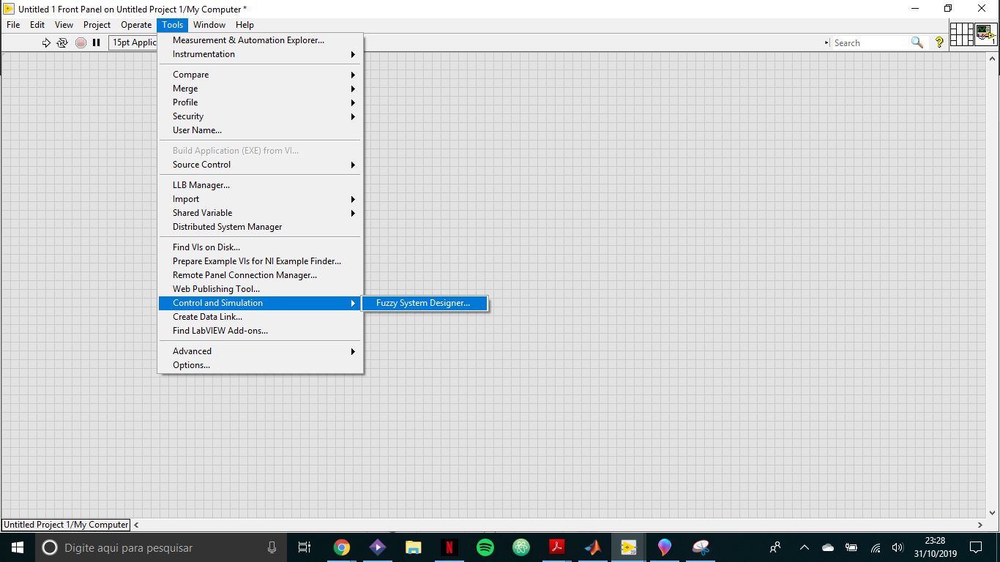 Untitled 1 Front Panel on Untitled Project 1/My Computer *
File Edit View Project Operate Tools Window Help
15pt Applic
Search
?
1
Measurement & Automation Explorer...
Instrumentation
Compare
Merge
Profile
Security
User Name...
Build Application (EXE) from VI...
Source Control
LLB Manager...
Import
Shared Variable
Distributed System Manager
Find VIs on Disk...
Prepare Example VIs for NI Example Finder...
Remote Panel Connection Manager...
Web Publishing Tool...
Control and Simulation
Fuzzy System Designer...
Create Data Link...
Find LabVIEW Add-ons...
Advanced
Options...
Untitled Project 1/My Computer
Digite aqui para pesquisar
23:28
31/10/2019